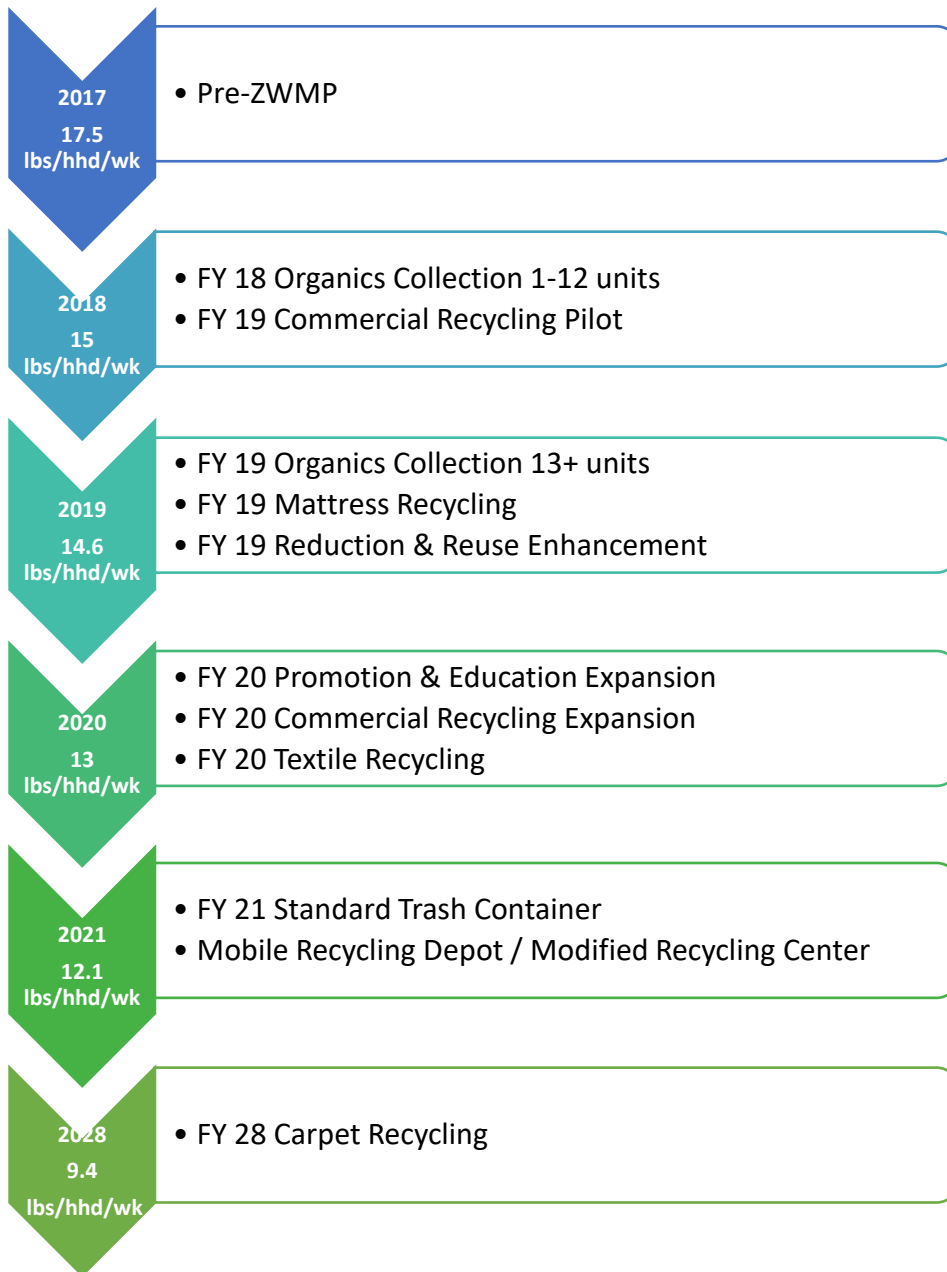 2017
17.5
lbs/hhd/wk
• Pre-ZWMP
2018
15
lbs/hhd/wk
• FY 18 Organics Collection 1-12 units
• FY 19 Commercial Recycling Pilot
2019
14.6
lbs/hhd/wk
• FY 19 Organics Collection 13+ units
• FY 19 Mattress Recycling
• FY 19 Reduction & Reuse Enhancement
2020
13
lbs/hhd/wk
• FY 20 Promotion & Education Expansion
• FY 20 Commercial Recycling Expansion
• FY 20 Textile Recycling
2021
12.1
lbs/hhd/wk
• FY 21 Standard Trash Container
• Mobile Recycling Depot / Modified Recycling Center
2028
9.4
lbs/hhd/wk
• FY 28 Carpet Recycling